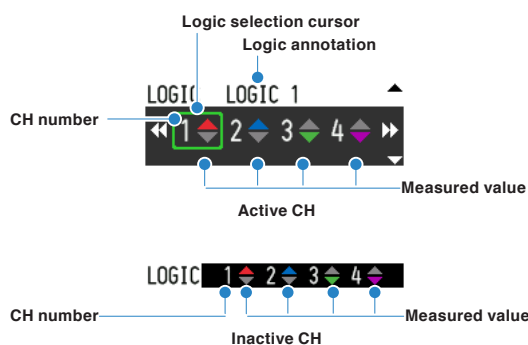 Logic selection cursor
Logic annotation
LOGIC LOGIC 1
CH number
1 2 3 4
Measured value
Active CH
LOGIC 1 2 3 4
CH number
Measured value
Inactive CH